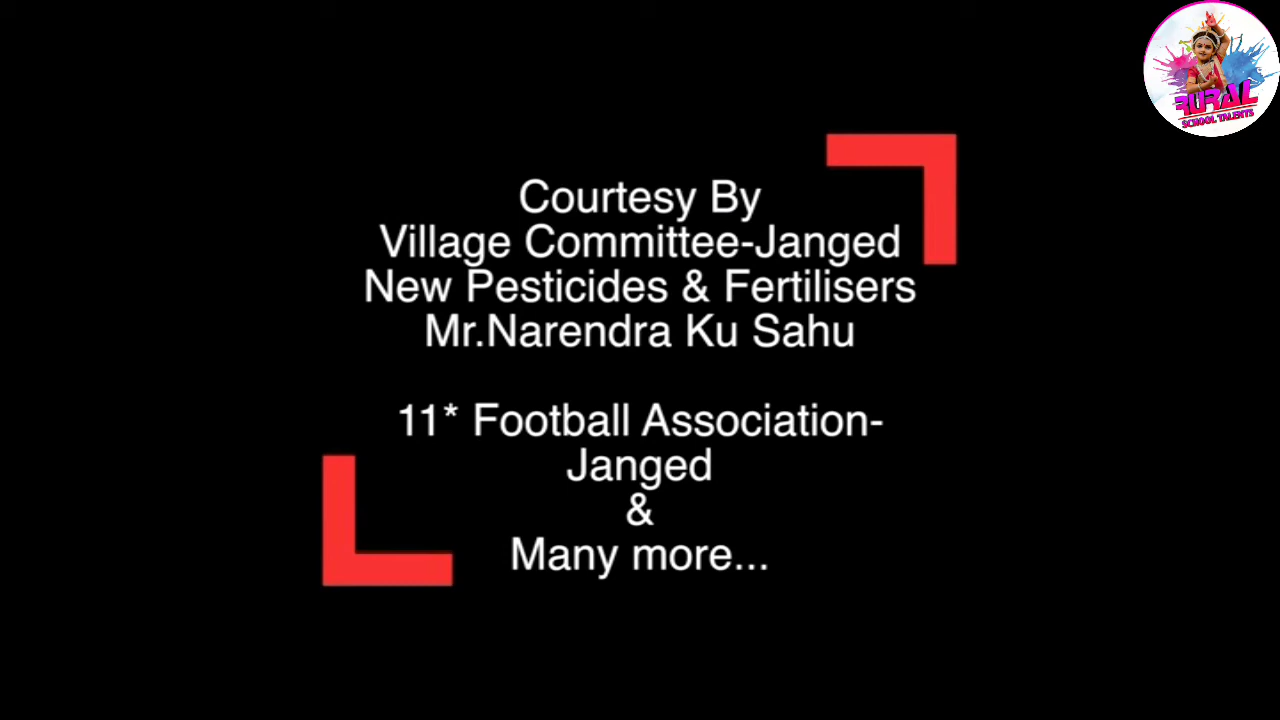 RURAL
SCHOOL TALENTS
Courtesy By
Village Committee-Janged
New Pesticides & Fertilisers
Mr.Narendra Ku Sahu
11* Football Association-
Janged
&
Many more...